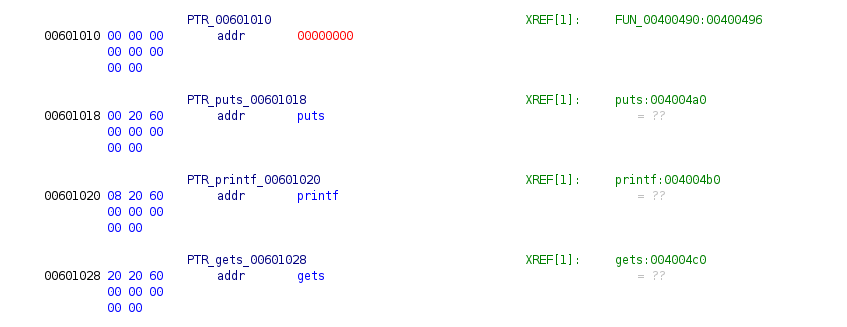 PTR_00601010 XREF[1]: FUN_00400490:00400496
00601010 00 00 00 addr 00000000
00 00 00
00 00
PTR_puts_00601018 XREF[1]: puts:004004a0
00601018 00 20 60 addr puts = ??
00 00 00
00 00
PTR_printf_00601020 XREF[1]: printf:004004b0
00601020 08 20 60 addr printf = ??
00 00 00
00 00
PTR_gets_00601028 XREF[1]: gets:004004c0
00601028 20 20 60 addr gets = ??
00 00 00
00 00